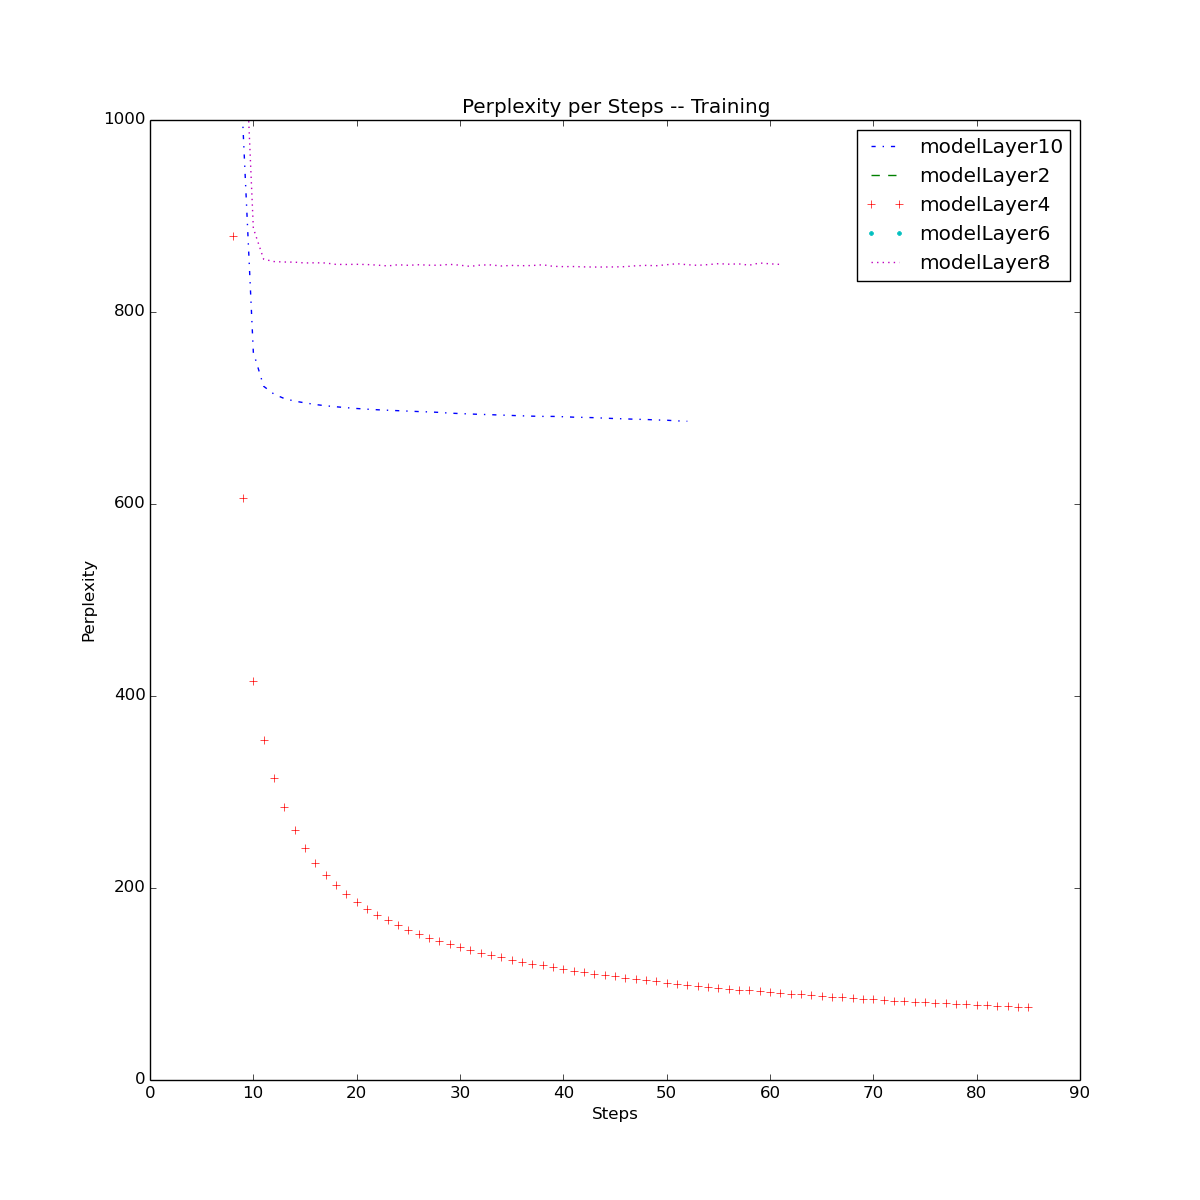 Perplexity per Steps -- Training
1000
800
600
400
200
0
Perplexity
modelLayer10
modelLayer2
modelLayer4
modelLayer6
modelLayer8
0 10 20 30 40 50 60 70 80 90
Steps